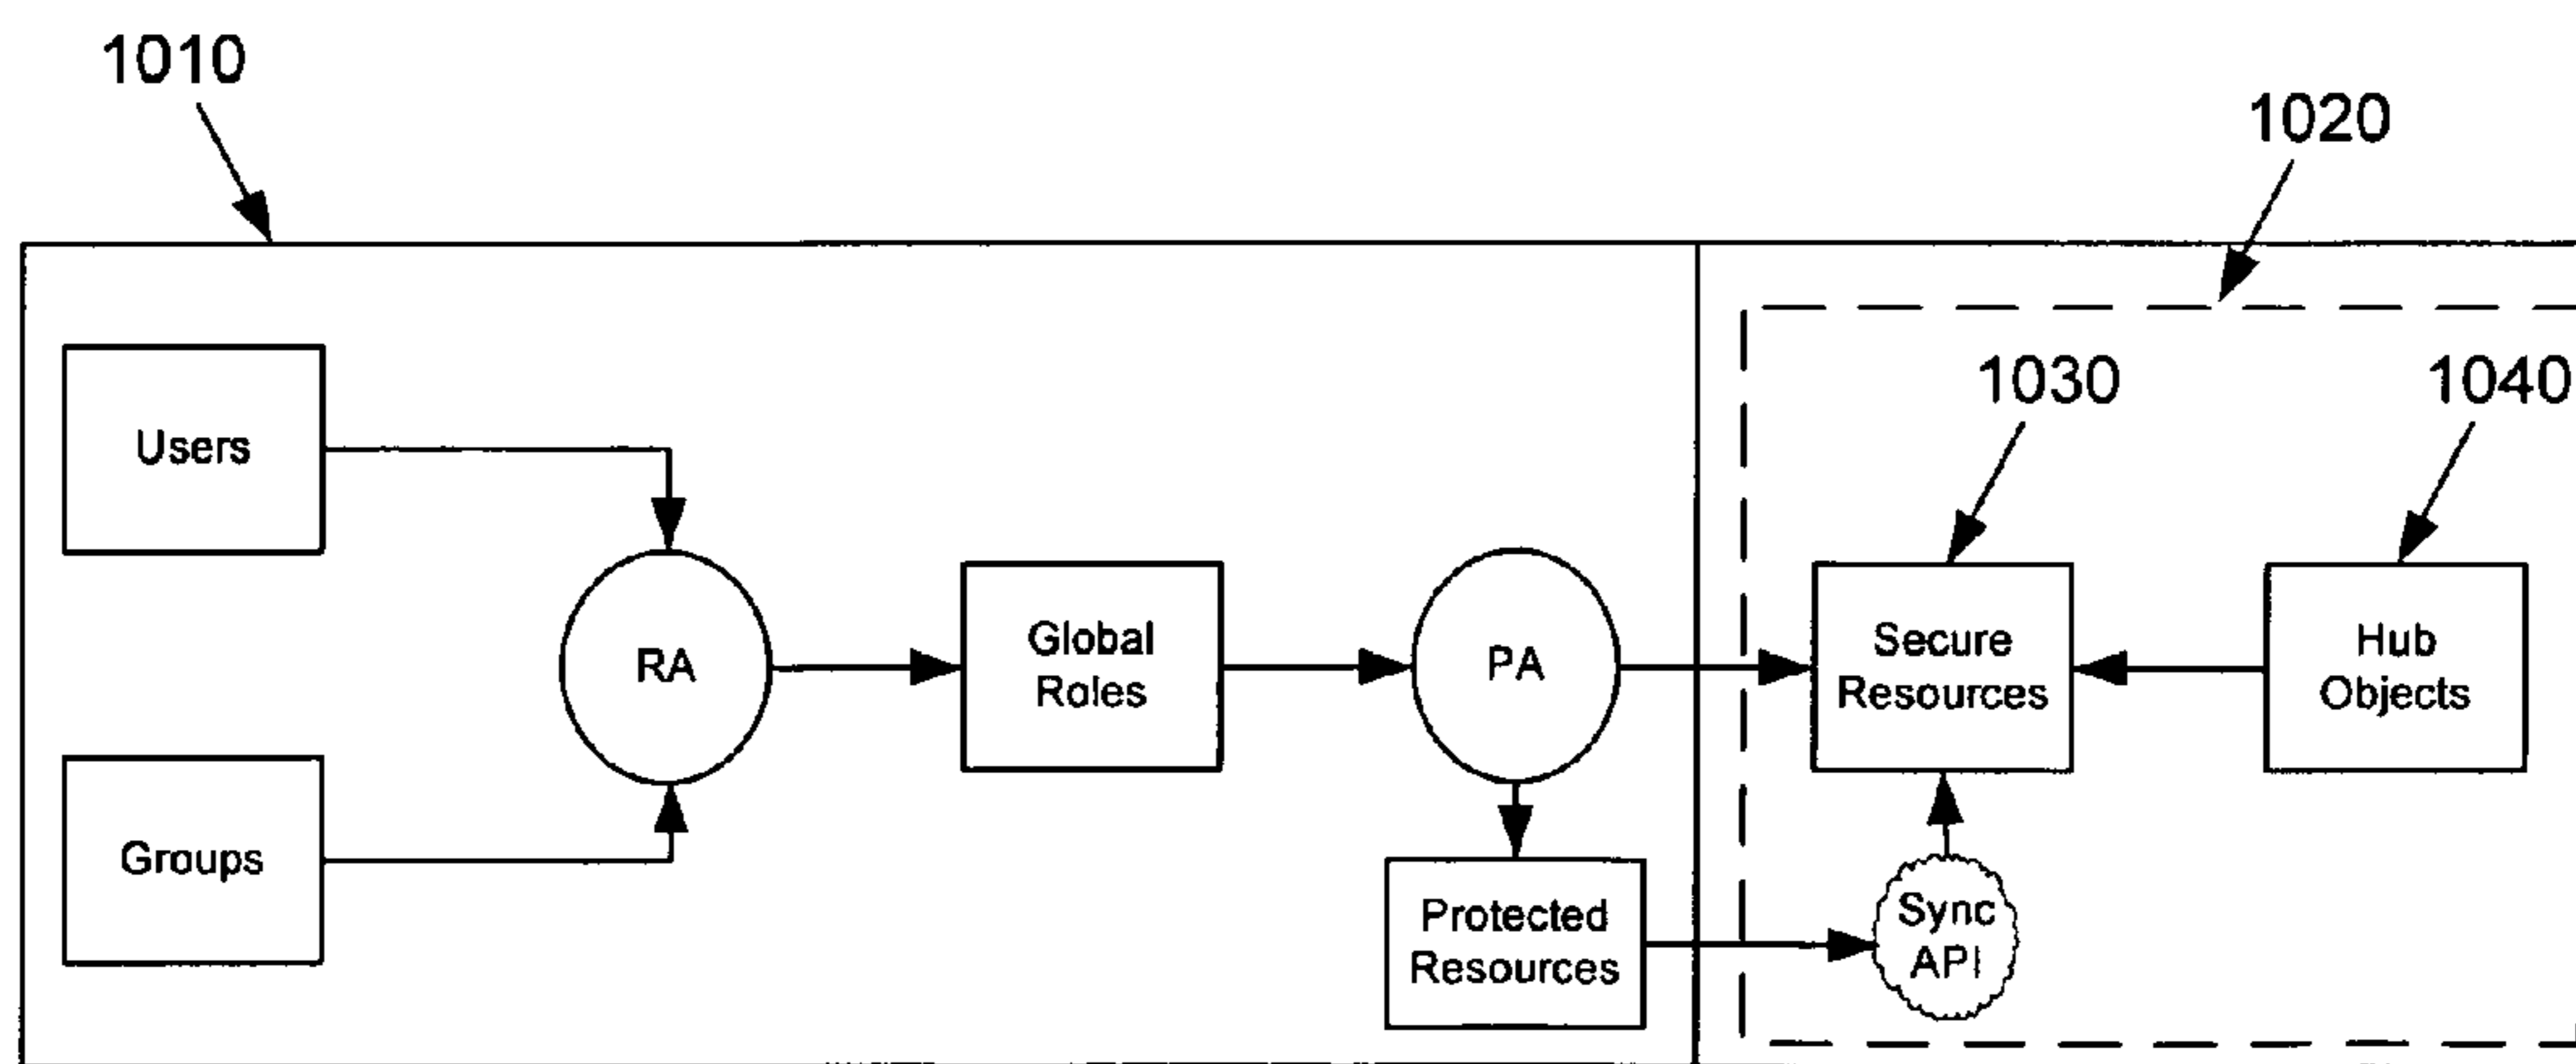 1010
1020
1030
1040
Users
RA
Global
Roles
PA
Secure
Resources
Hub
Objects
Groups
Protected
Resources
Sync
API